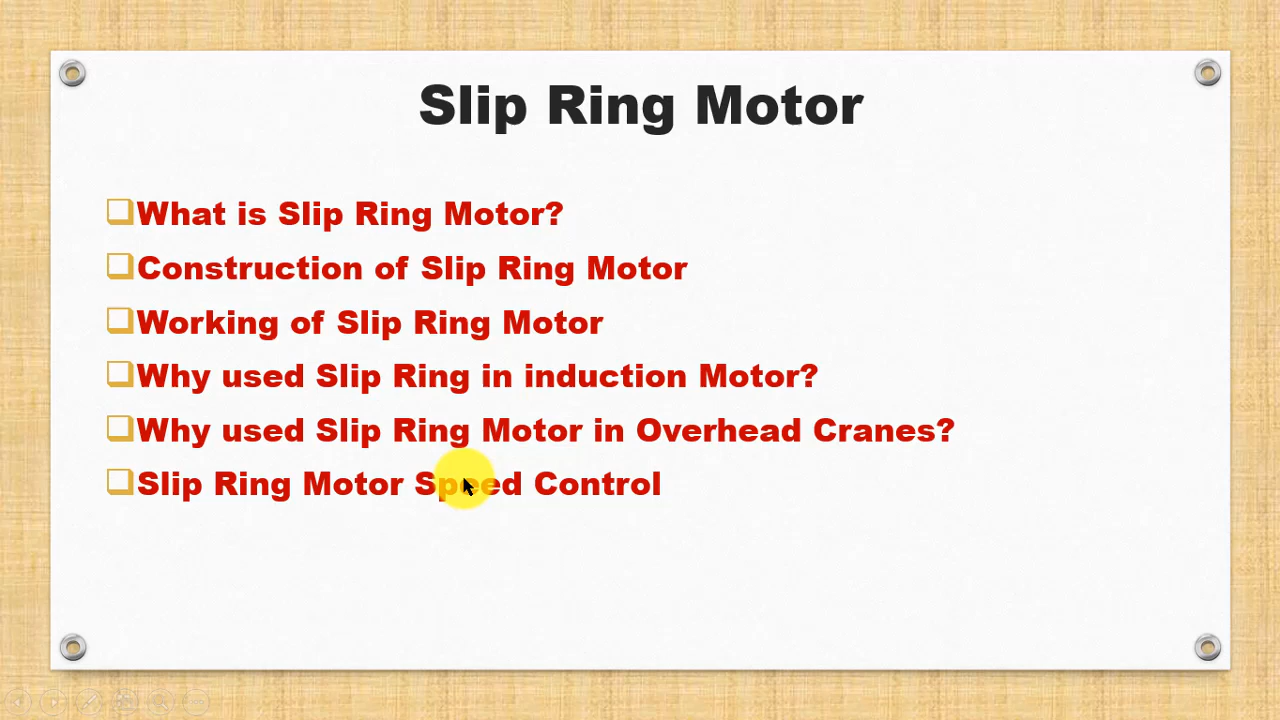 Slip Ring Motor
What is Slip Ring Motor?
Construction of Slip Ring Motor
Working of Slip Ring Motor
Why used Slip Ring in induction Motor?
Why used Slip Ring Motor in Overhead Cranes?
Slip Ring Motor Speed Control